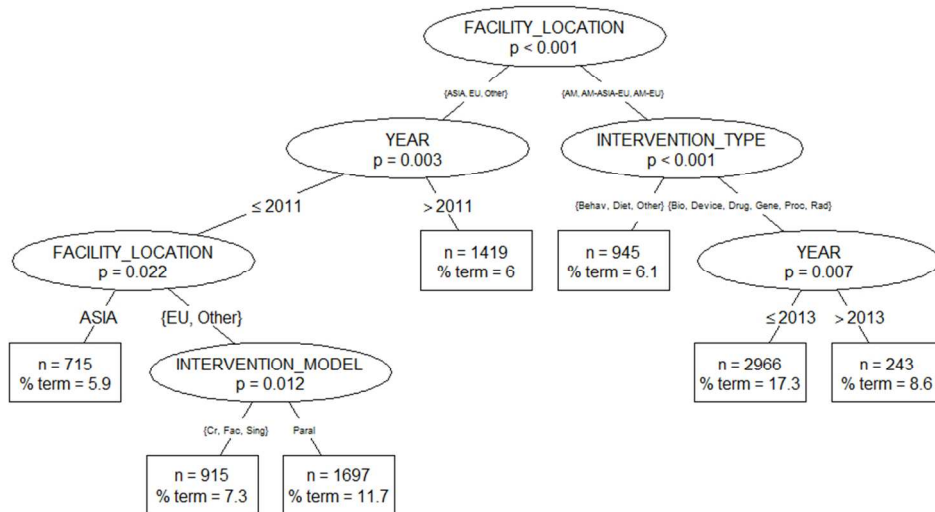 FACILITY_LOCATION
p < 0.001
{ASIA, EU, Other}
{AM, AM-ASIA-EU, AM-EU}
YEAR
p = 0.003
INTERVENTION_TYPE
p < 0.001
≤ 2011
> 2011
{Behav, Diet, Other}
{Bio, Device, Drug, Gene, Proc, Rad}
FACILITY_LOCATION
p = 0.022
n = 1419
% term = 6
n = 945
% term = 6.1
YEAR
p = 0.007
ASIA
{EU, Other}
≤ 2013
> 2013
n = 715
% term = 5.9
INTERVENTION_MODEL
p = 0.012
n = 2966
% term = 17.3
n = 243
% term = 8.6
{Cr, Fac, Sing}
Paral
n = 915
% term = 7.3
n = 1697
% term = 11.7